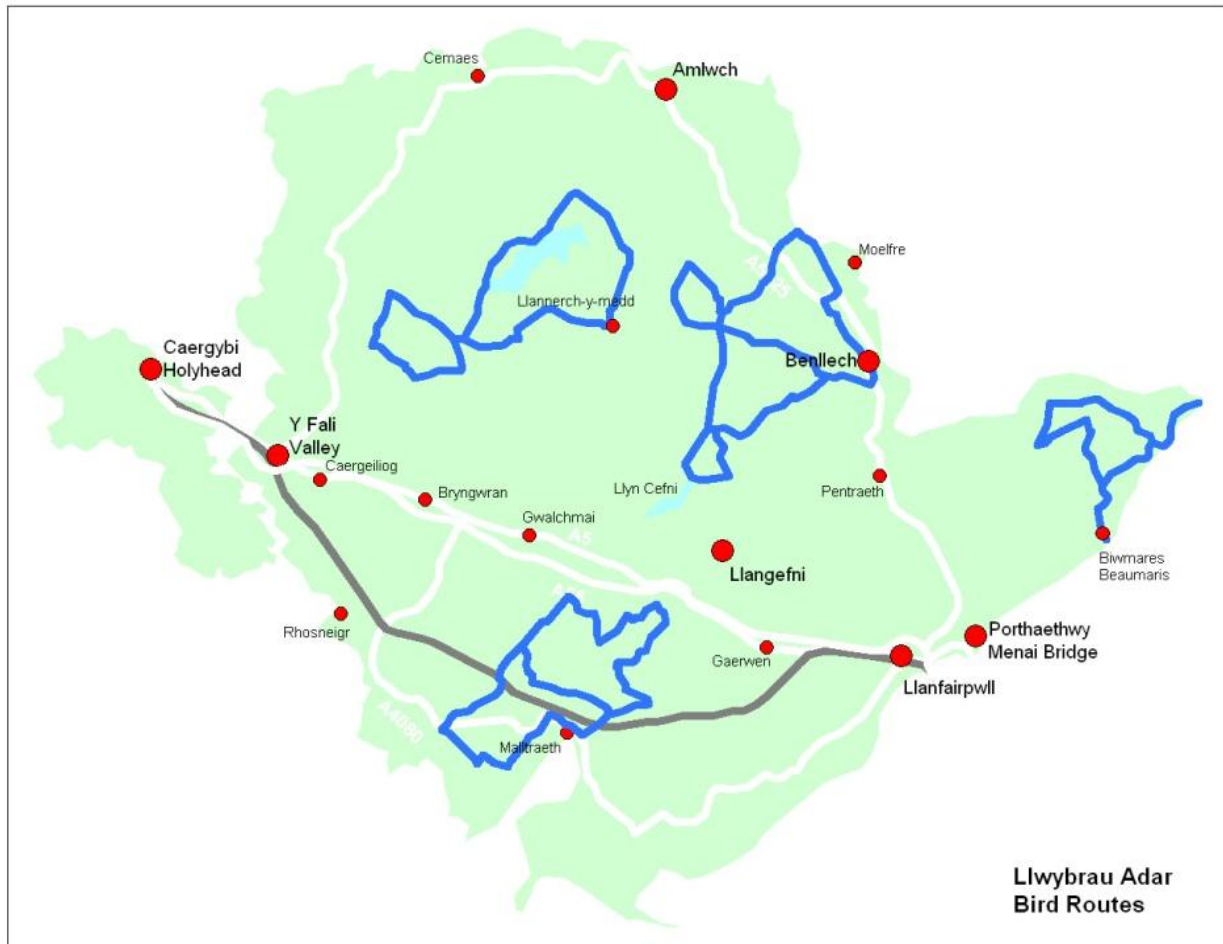 Cemaes
Amlwch
Moelfre
Llannerch-y-medd
Caergybi
Holyhead
Benllech
Y Fali
Valley
Caergeiliog
Bryngwran
Llyn Cefni
Pentraeth
Gwalchmai
A5
Llangefni
Biwmares
Beaumaris
Rhosneigr
Gaerwen
Porthaethwy
Menai Bridge
Llanfairpwll
A4080
Malltraeth
Llwybrau Adar
Bird Routes